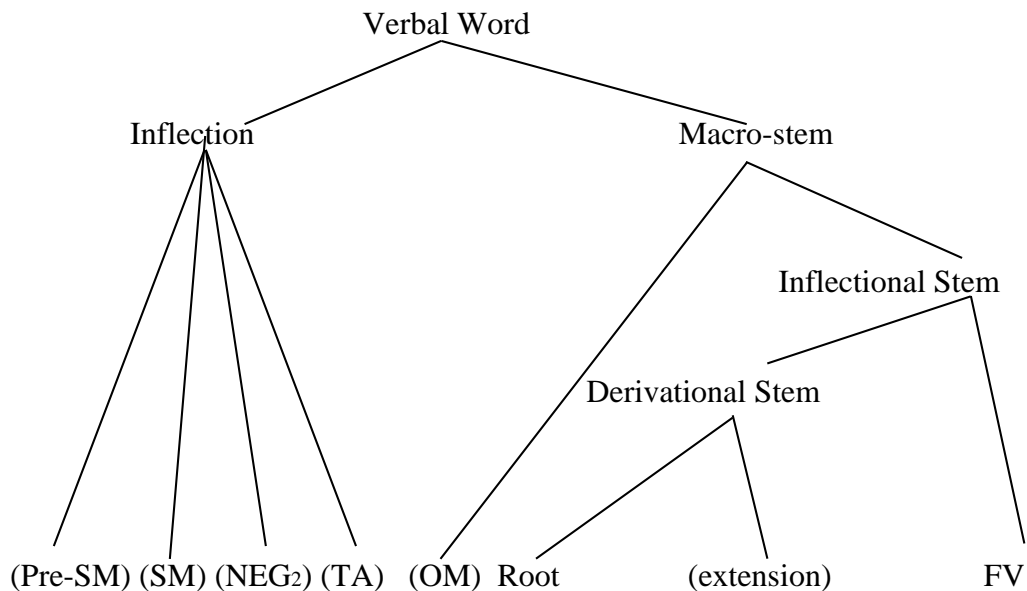 Verbal Word
Inflection Macro-stem
Inflectional Stem
Derivational Stem
(Pre-SM) (SM) (NEG₂) (TA) (OM) Root (extension) FV